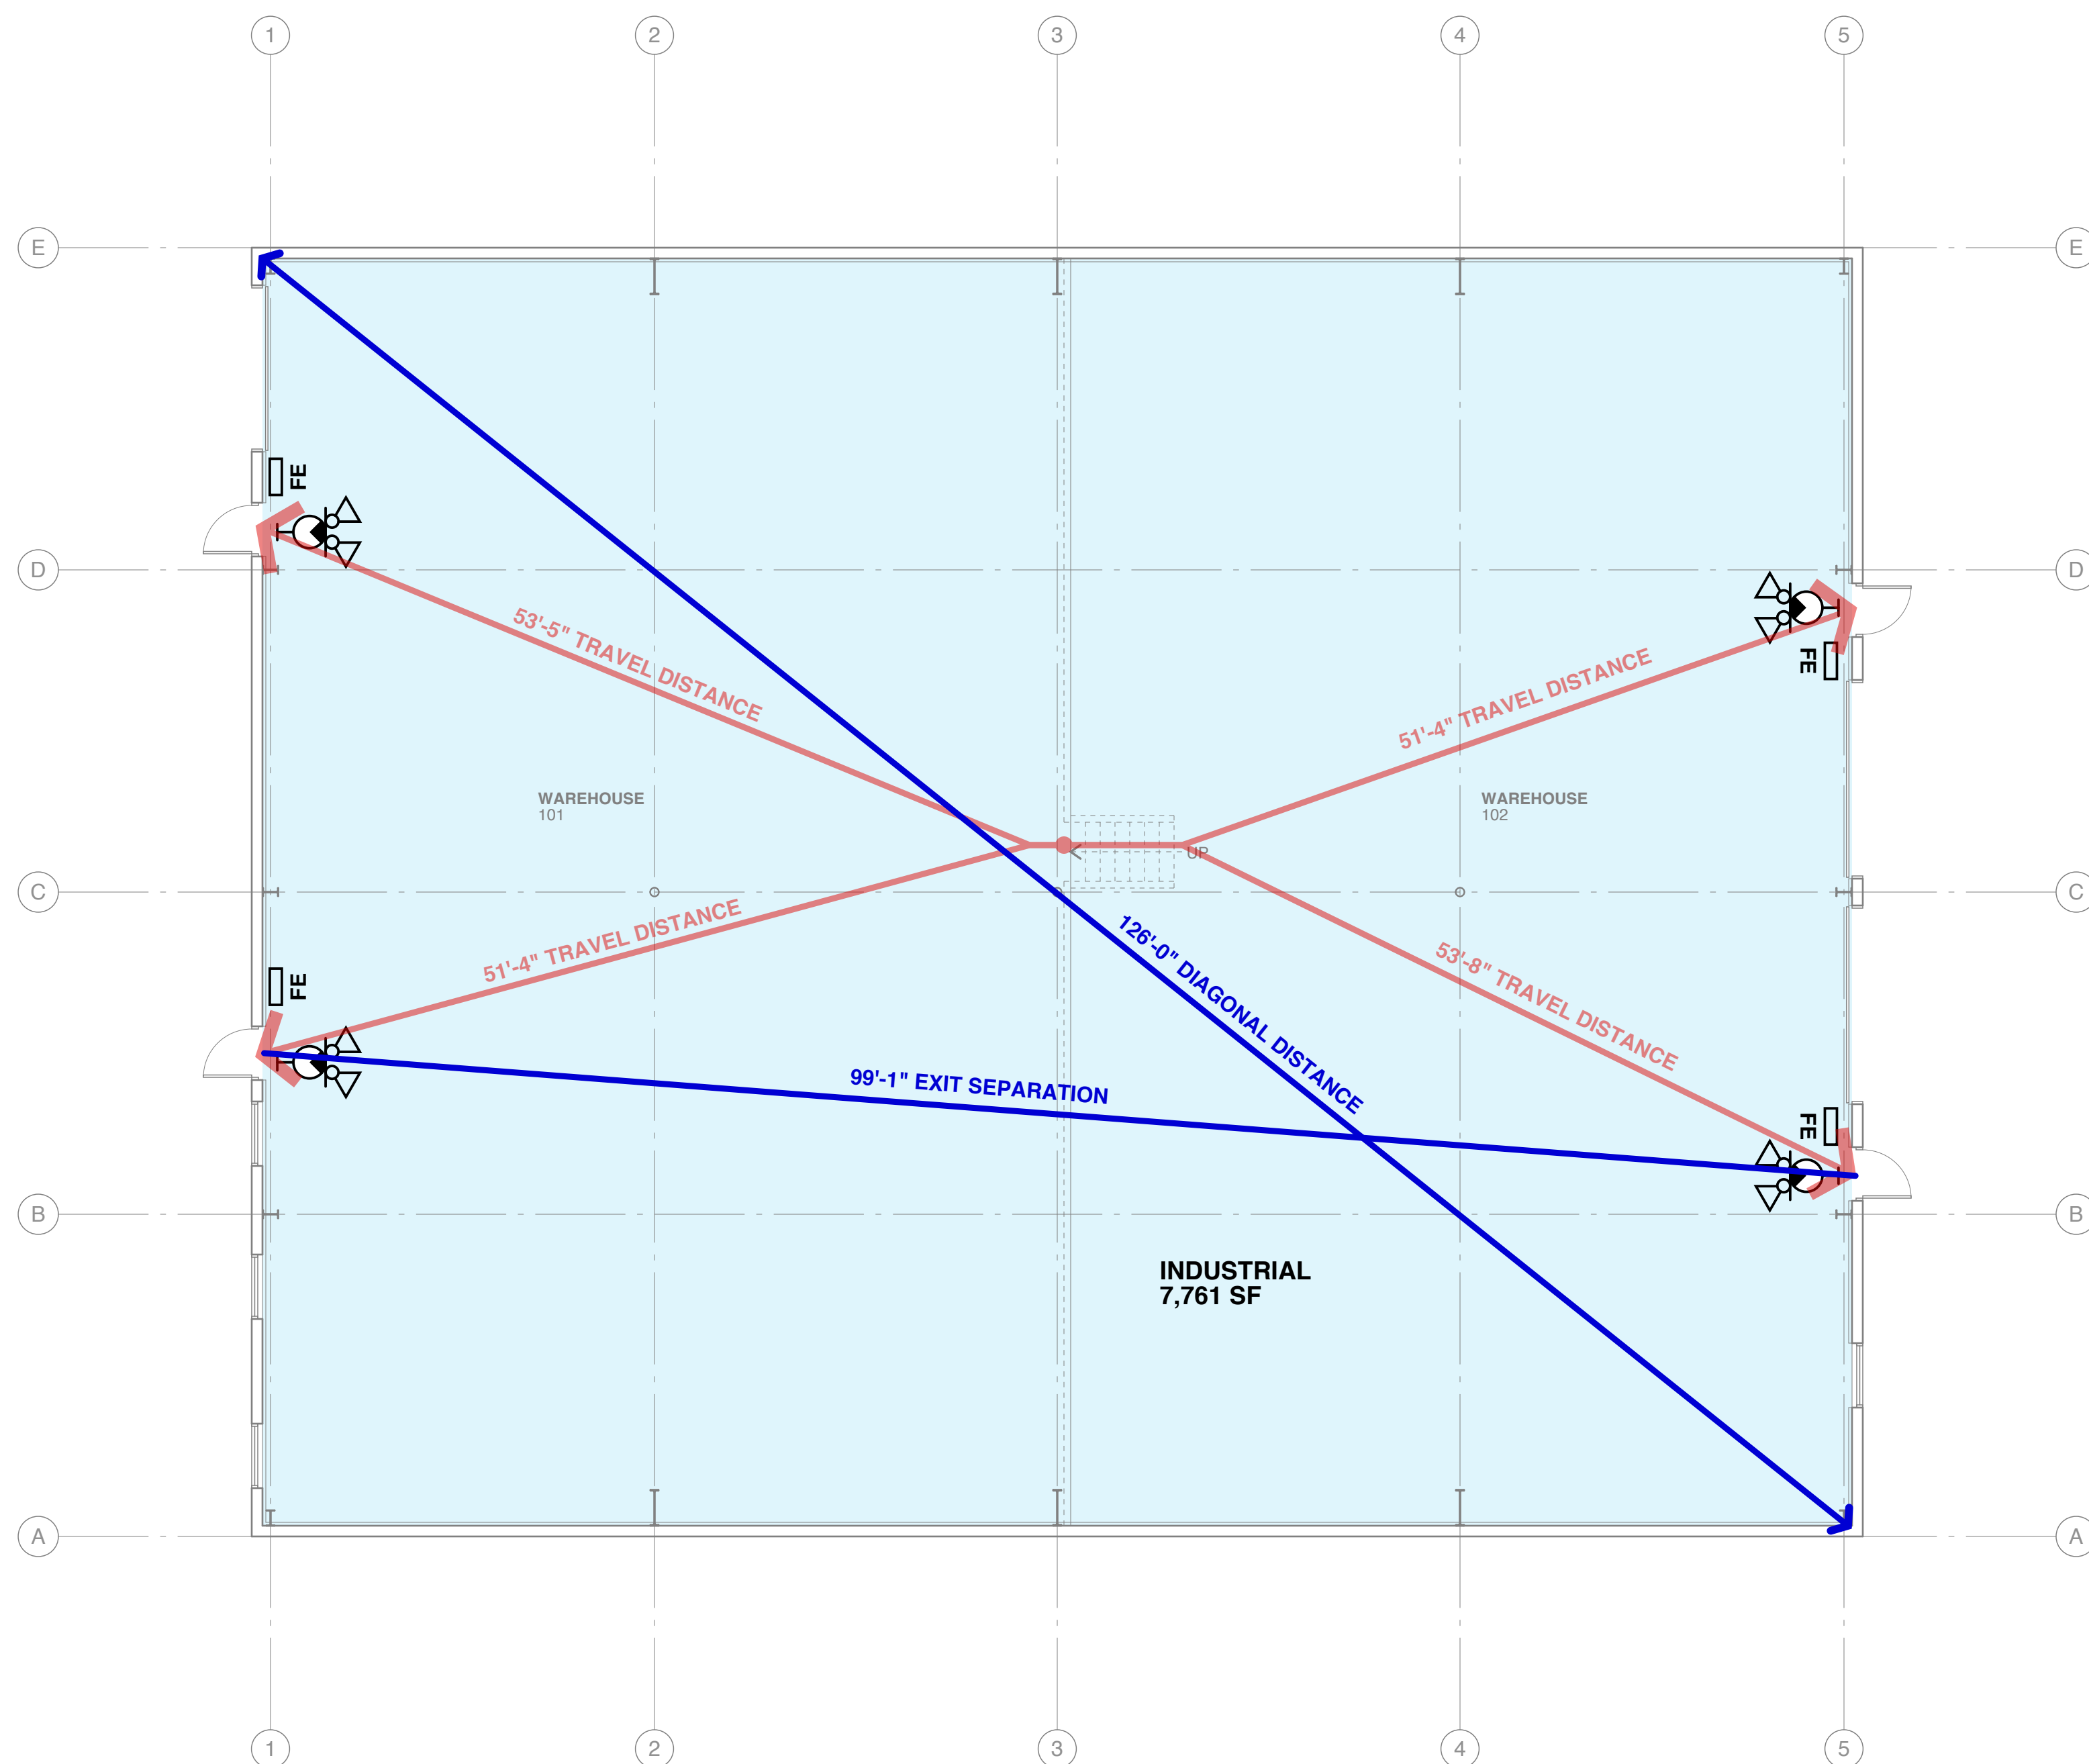 1
2
3
4
5
E
E
FE
53'-5" TRAVEL DISTANCE
D
D
FE
51'-4" TRAVEL DISTANCE
WAREHOUSE
101
WAREHOUSE
102
UP
C
C
51'-4" TRAVEL DISTANCE
126'-0" DIAGONAL DISTANCE
53'-8" TRAVEL DISTANCE
FE
99'-1" EXIT SEPARATION
FE
B
B
INDUSTRIAL
7,761 SF
A
A
1
2
3
4
5